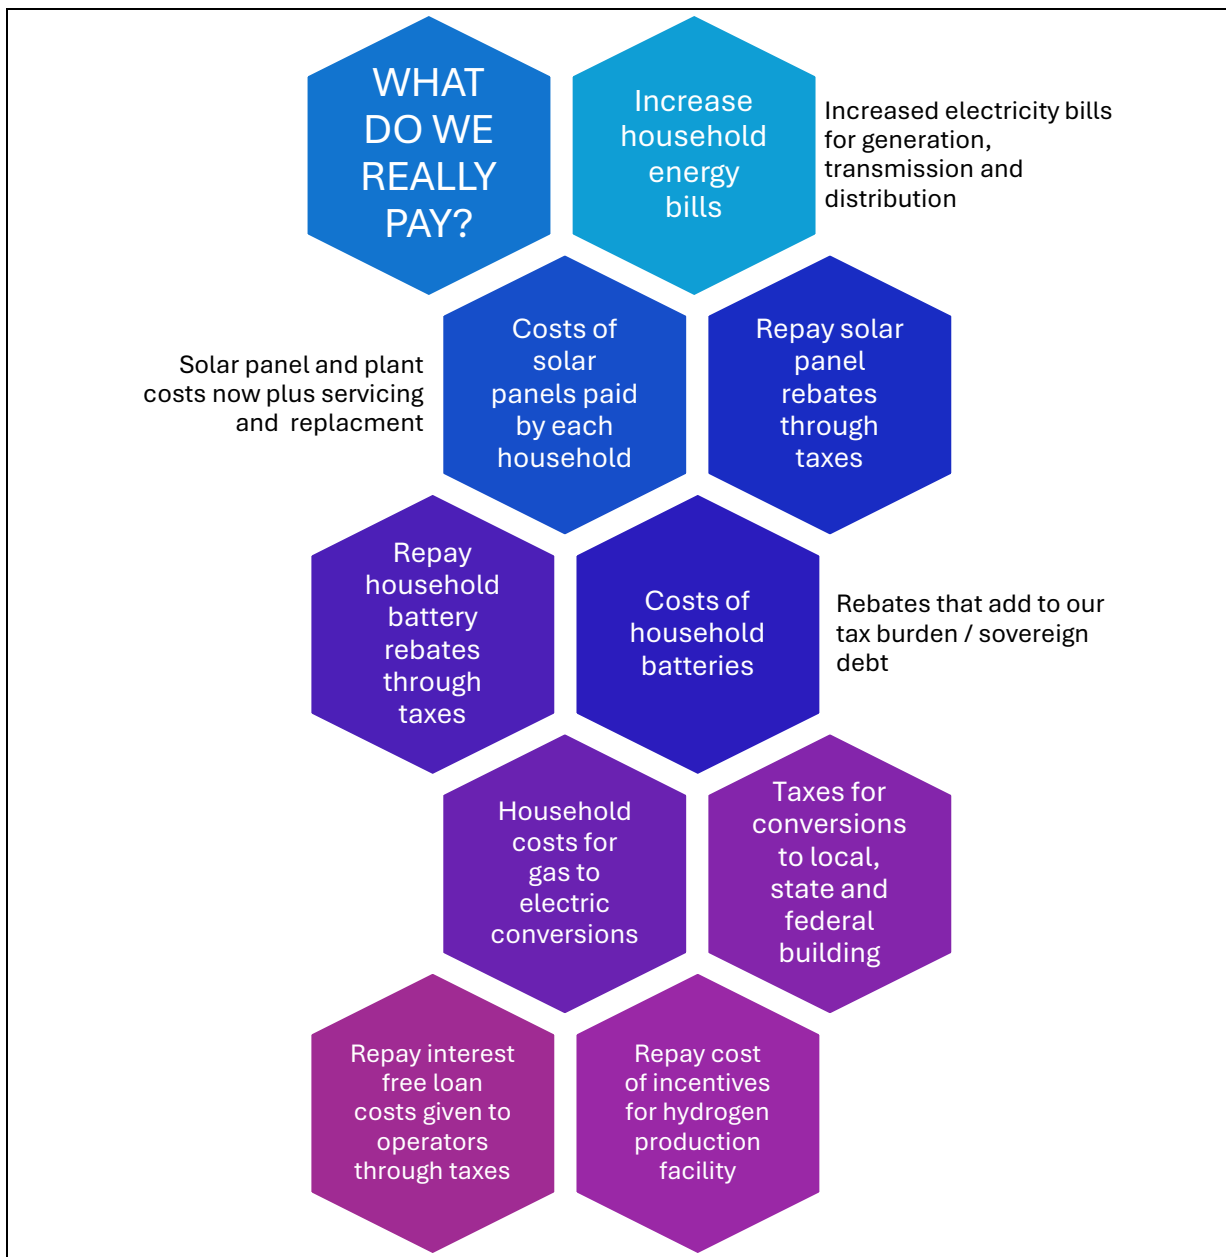 WHAT
DO WE
REALLY
PAY?
Increase
household
energy
bills
Increased electricity bills
for generation,
transmission and
distribution
Solar panel and plant
costs now plus servicing
and  replacment
Costs of
solar
panels paid
by each
household
Repay solar
panel
rebates
through
taxes
Repay
household
battery
rebates
through
taxes
Costs of
household
batteries
Rebates that add to our
tax burden / sovereign
debt
Household
costs for
gas to
electric
conversions
Taxes for
conversions
to local,
state and
federal
building
Repay interest
free loan
costs given to
operators
through taxes
Repay cost
of incentives
for hydrogen
production
facility